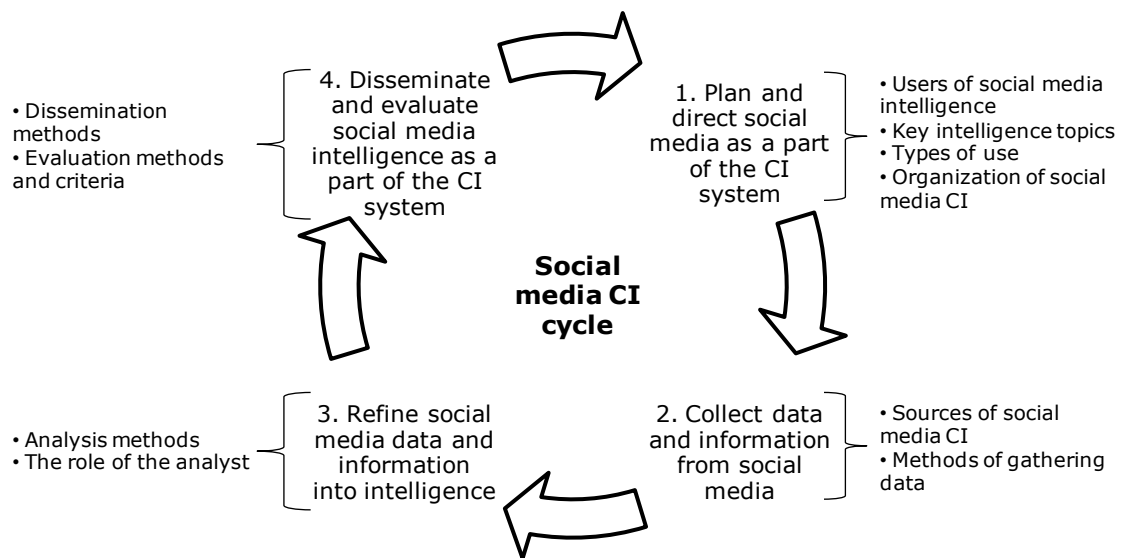 4. Disseminate
and evaluate
social media
intelligence as a
part of the CI
system
• Dissemination
methods
• Evaluation methods
and criteria
1. Plan and
direct social
media as a part
of the CI
system
• Users of social media
intelligence
• Key intelligence topics
• Types of use
• Organization of social
media CI
Social
media CI
cycle
3. Refine social
media data and
information
into intelligence
• Analysis methods
• The role of the analyst
2. Collect data
and information
from social
media
• Sources of social
media CI
• Methods of gathering
data